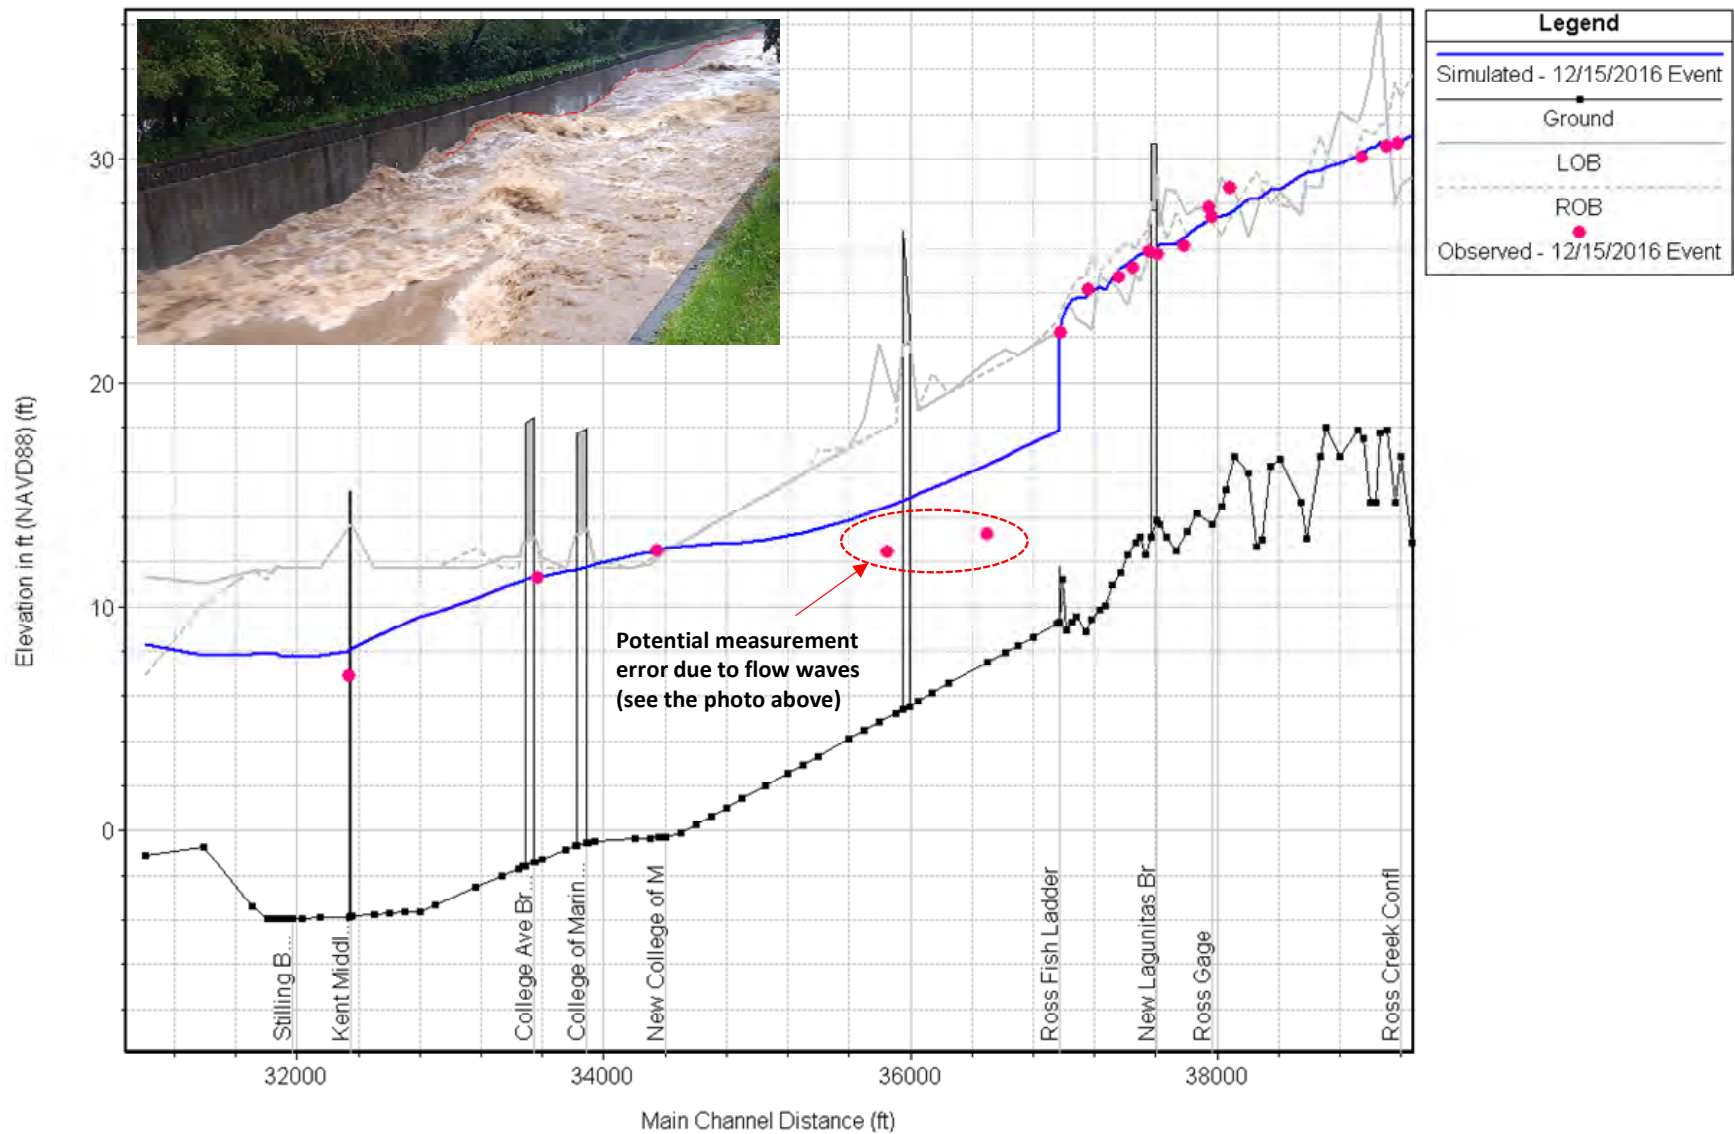 Legend
Simulated - 12/15/2016 Event
Ground
LOB
ROB
Observed - 12/15/2016 Event
Elevation in ft (NAVD88) (ft)
30
20
10
0
Potential measurement
error due to flow waves
(see the photo above)
Stilling B...
Kent Middl...
College Ave Br...
College of Marin...
New College of M
Ross Fish Ladder
New Lagunitas Br
Ross Gage
Ross Creek Confl
32000
34000
36000
38000
Main Channel Distance (ft)